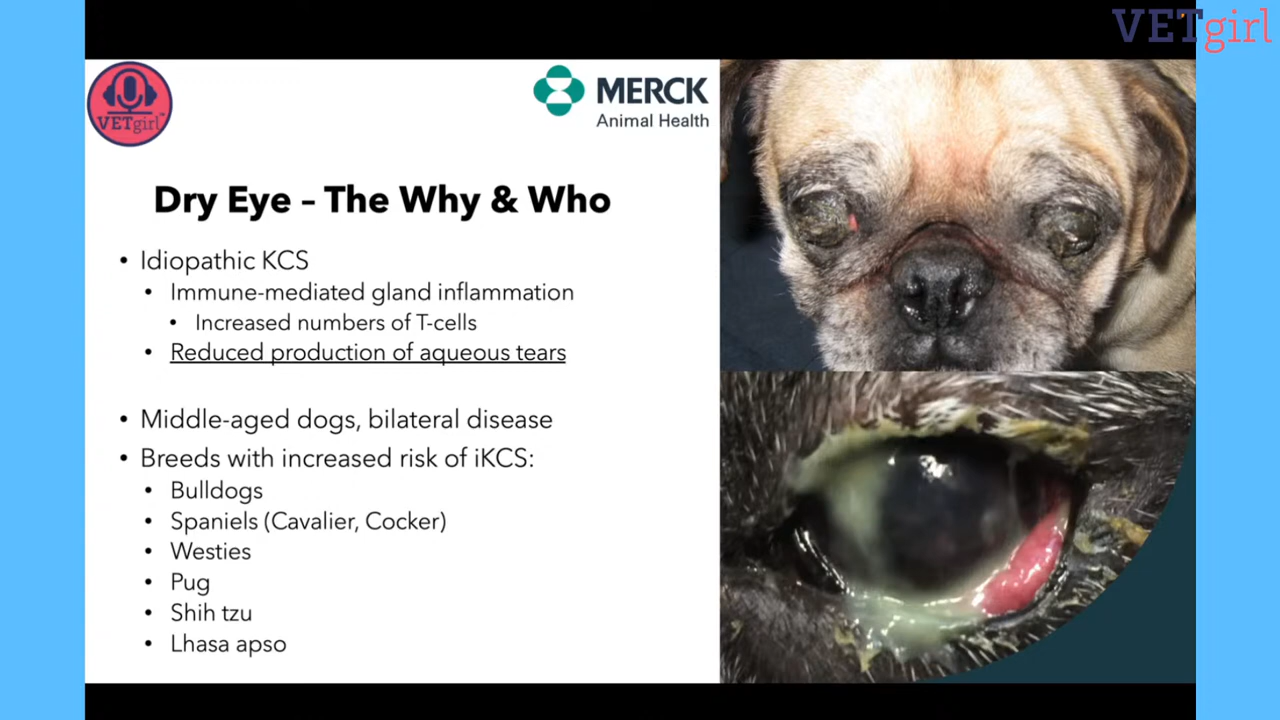 VETgirl
VETgirl
MERCK
Animal Health
Dry Eye – The Why & Who
• Idiopathic KCS
• Immune-mediated gland inflammation
• Increased numbers of T-cells
• Reduced production of aqueous tears
• Middle-aged dogs, bilateral disease
• Breeds with increased risk of iKCS:
• Bulldogs
• Spaniels (Cavalier, Cocker)
• Westies
• Pug
• Shih tzu
• Lhasa apso